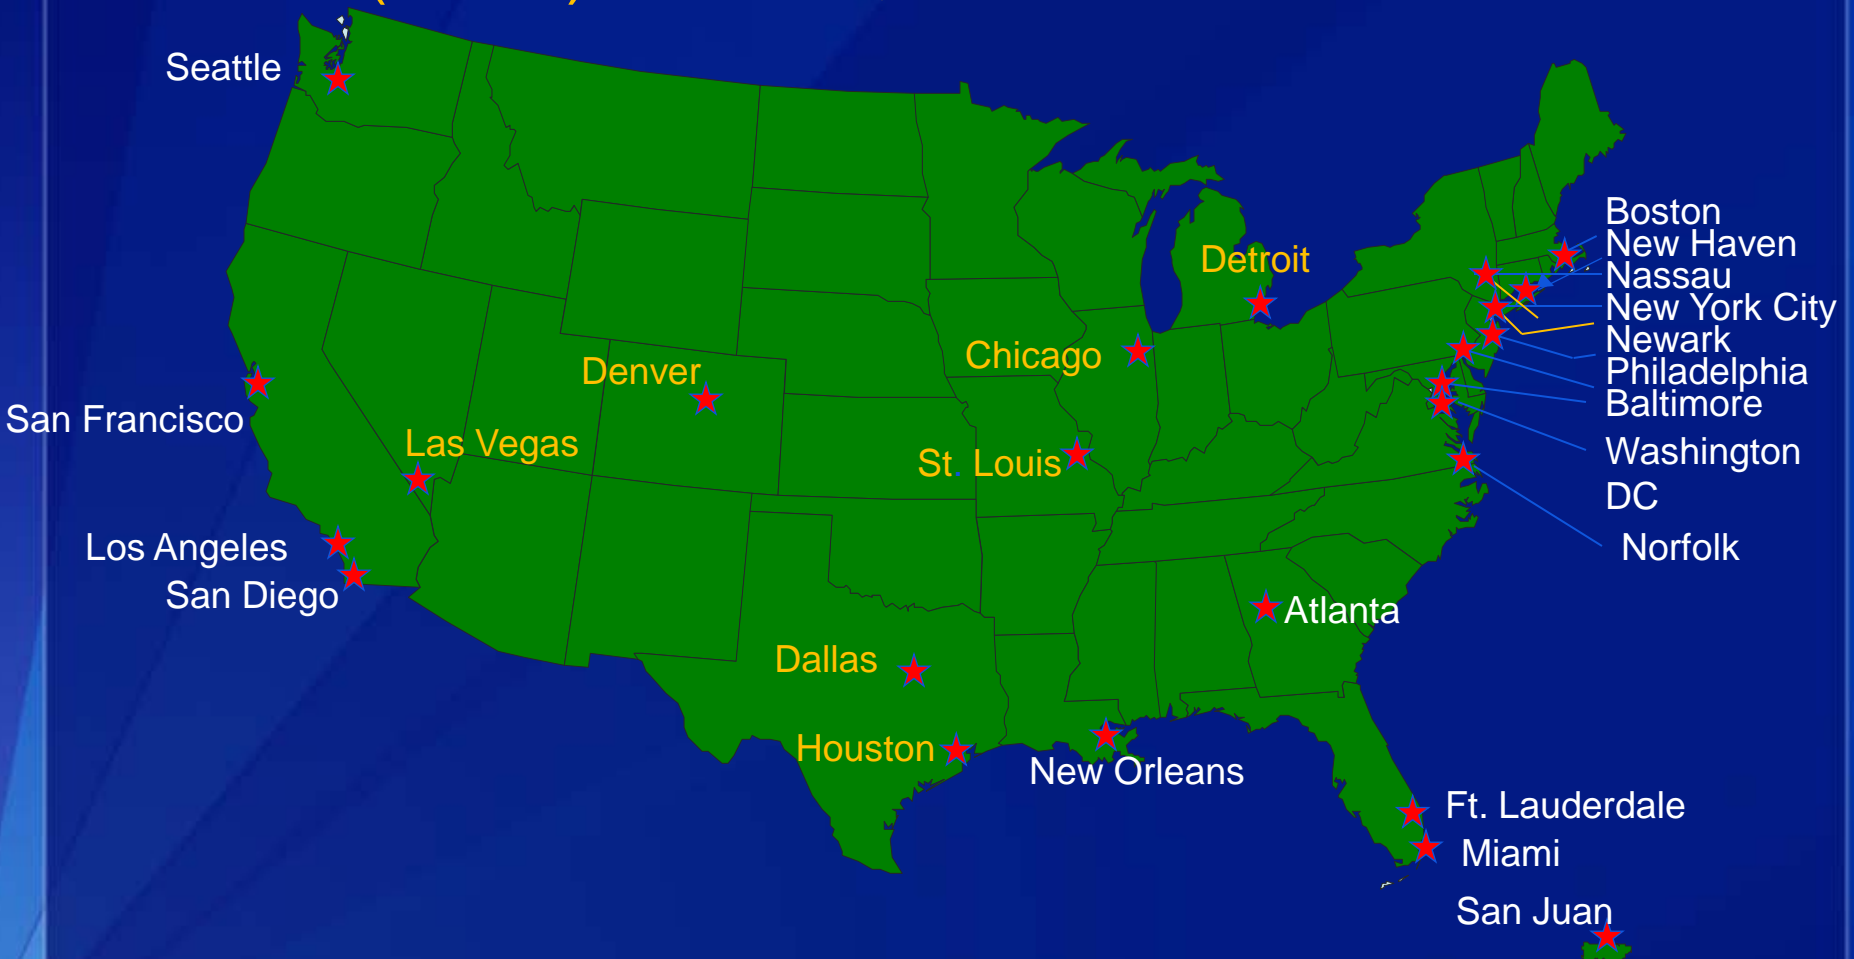 Seattle
Boston
New Haven
Detroit
Nassau
New York City
Newark
Chicago
Denver
Philadelphia
Baltimore
San Francisco
Las Vegas
St. Louis
Washington
DC
Los Angeles
Norfolk
San Diego
Atlanta
Dallas
Houston
New Orleans
Ft. Lauderdale
Miami
San Juan